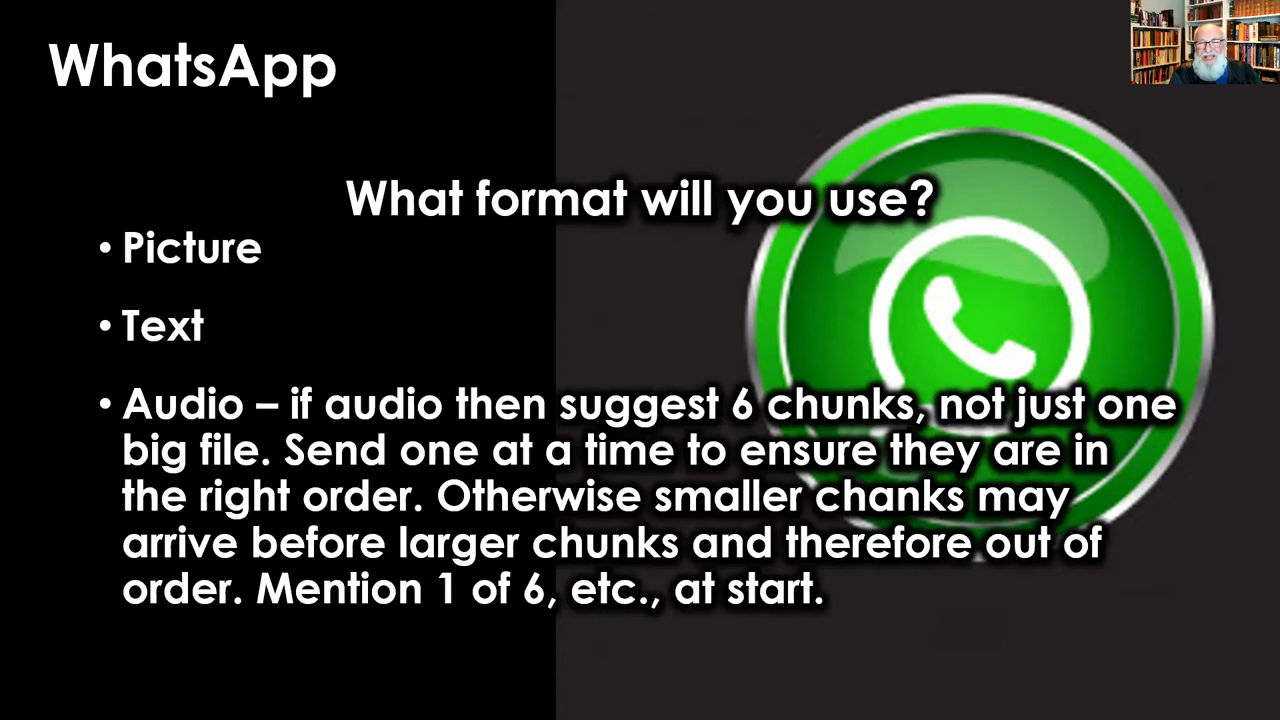 WhatsApp
What format will you use?
• Picture
• Text
• Audio – if audio then suggest 6 chunks, not just one
big file. Send one at a time to ensure they are in
the right order. Otherwise smaller chanks may
arrive before larger chunks and therefore out of
order. Mention 1 of 6, etc., at start.